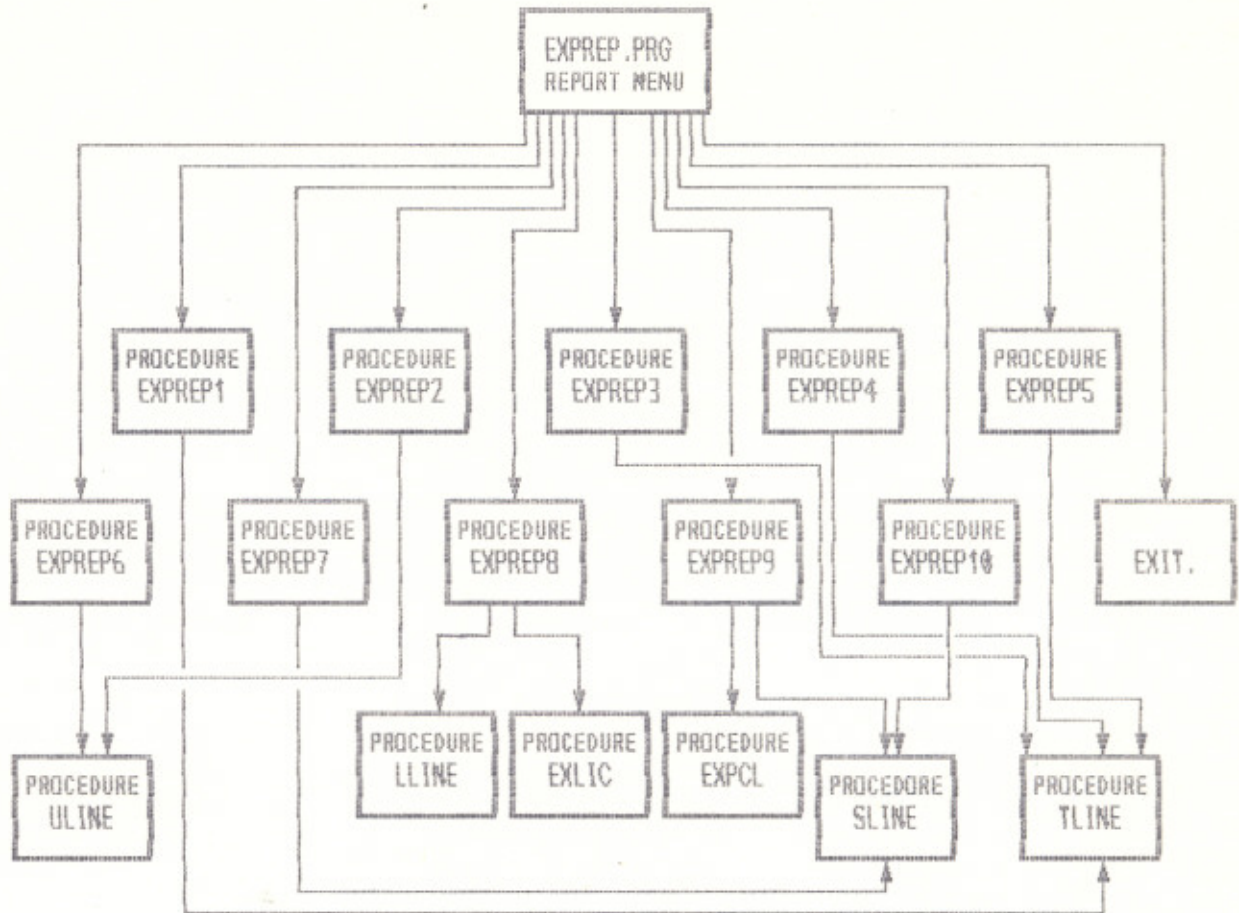 EXPREP.PRG
REPORT MENU
PROCEDURE
EXPREP1
PROCEDURE
EXPREP2
PROCEDURE
EXPREP3
PROCEDURE
EXPREP4
PROCEDURE
EXPREP5
PROCEDURE
EXPREP6
PROCEDURE
EXPREP7
PROCEDURE
EXPREP8
PROCEDURE
EXPREP9
PROCEDURE
EXPREP10
EXIT.
PROCEDURE
ULINE
PROCEDURE
LLINE
PROCEDURE
EXLIC
PROCEDURE
EXPCL
PROCEDORE
SLINE
PROCEDURE
TLINE